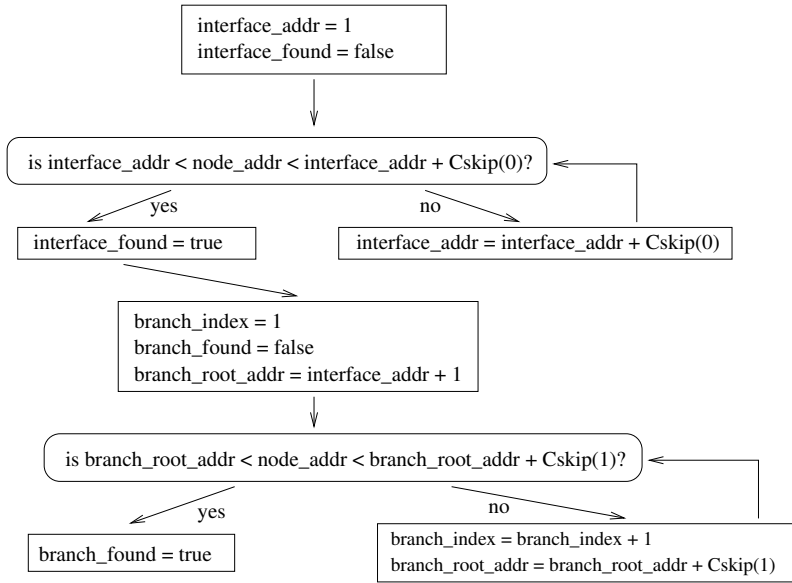 interface_addr = 1
interface_found = false
is interface_addr < node_addr < interface_addr + Cskip(0)?
yes
no
interface_found = true
interface_addr = interface_addr + Cskip(0)
branch_index = 1
branch_found = false
branch_root_addr = interface_addr + 1
is branch_root_addr < node_addr < branch_root_addr + Cskip(1)?
yes
no
branch_found = true
branch_index = branch_index + 1
branch_root_addr = branch_root_addr + Cskip(1)